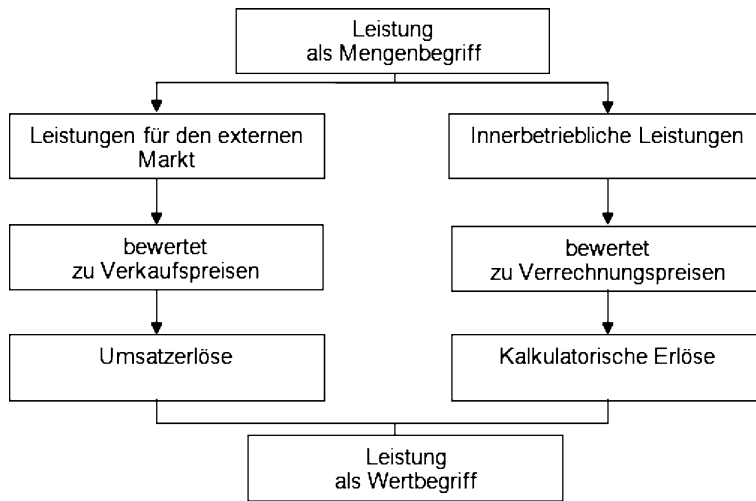 Leistung
als Mengenbegriff
Leistungen für den externen
Markt
Innerbetriebliche Leistungen
bewertet
zu Verkaufspreisen
bewertet
zu Verrechnungspreisen
Umsatzerlöse
Kalkulatorische Erlöse
Leistung
als Wertbegriff